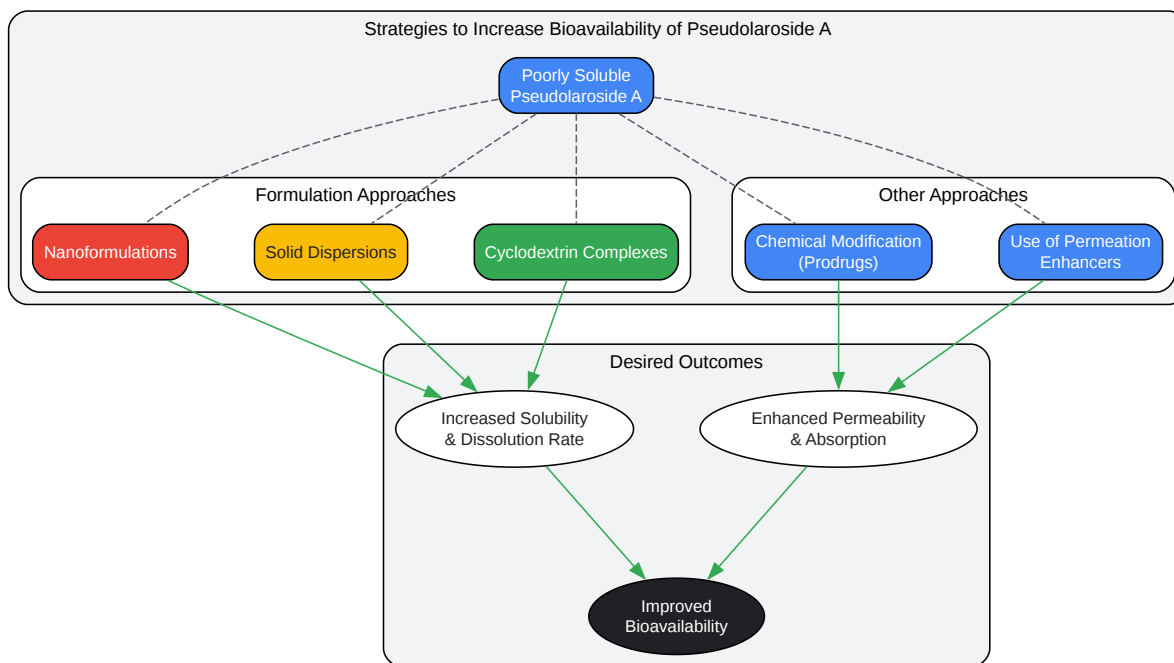 Strategies to Increase Bioavailability of Pseudolaroside A
Poorly Soluble
Pseudolaroside A
Formulation Approaches
Other Approaches
Nanoformulations
Solid Dispersions
Cyclodextrin Complexes
Chemical Modification
(Prodrugs)
Use of Permeation
Enhancers
Desired Outcomes
Increased Solubility
& Dissolution Rate
Enhanced Permeability
& Absorption
Improved
Bioavailability